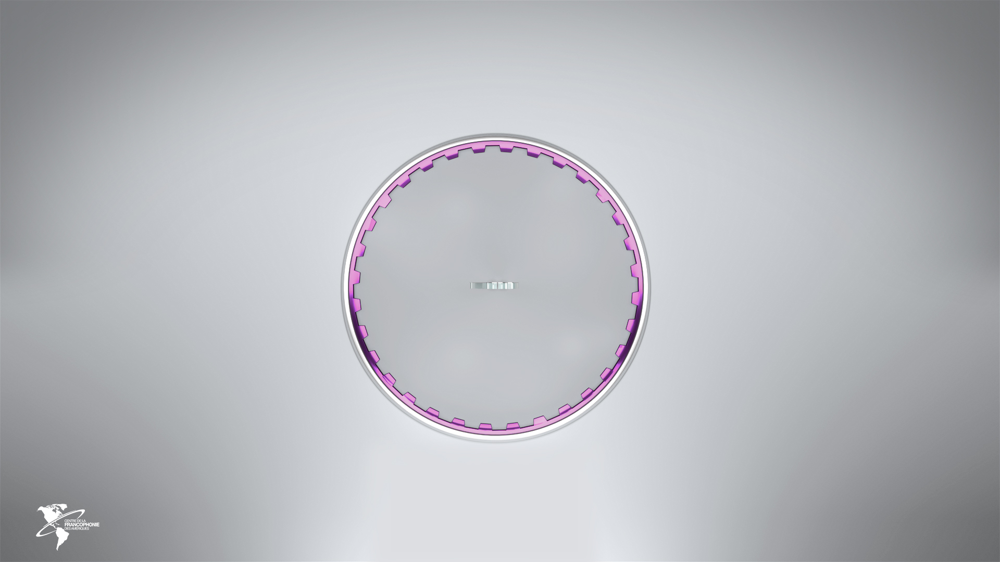 CENTRE DE LA
FRANCOPHONIE
DES AMÉRIQUES